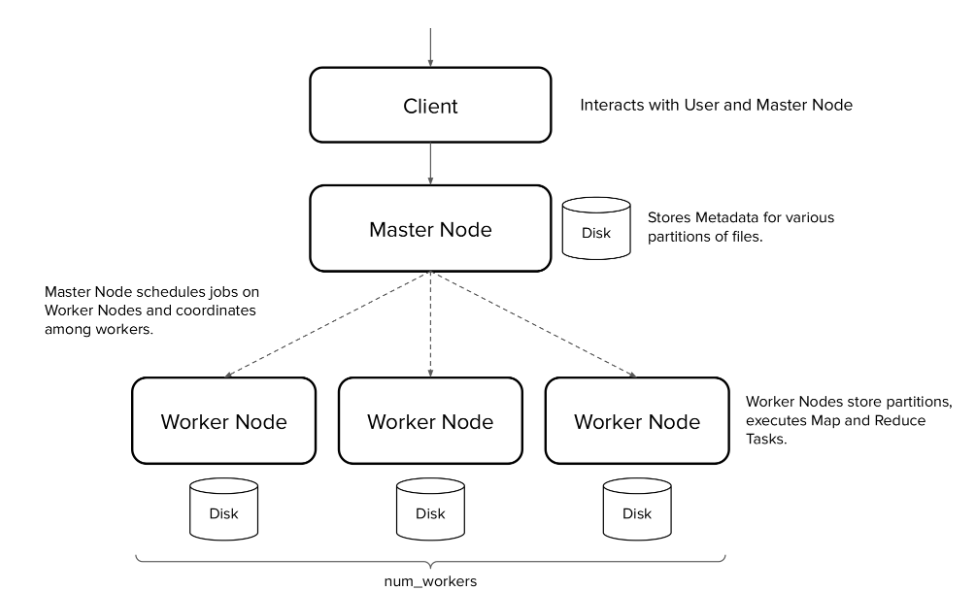 Client
Interacts with User and Master Node
Master Node
Disk
Stores Metadata for various
partitions of files.
Master Node schedules jobs on
Worker Nodes and coordinates
among workers.
Worker Node
Worker Node
Worker Node
Worker Nodes store partitions,
executes Map and Reduce
Tasks.
Disk
Disk
Disk
num_workers